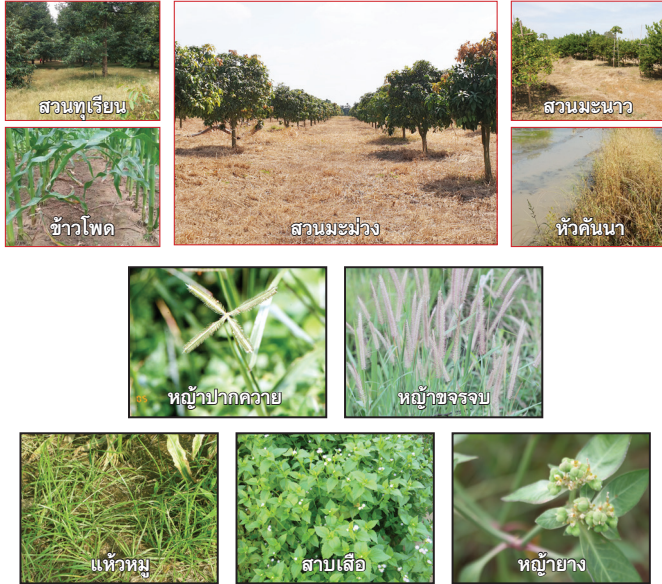 สวนทุเรียน
สวนมะม่วง
สวนมะนาว
ข้าวโพด
หัวคันนา
หญ้าปากควาย
หญ้าขจรจบ
แห้วหมู
สาบเสือ
หญ้ายาง